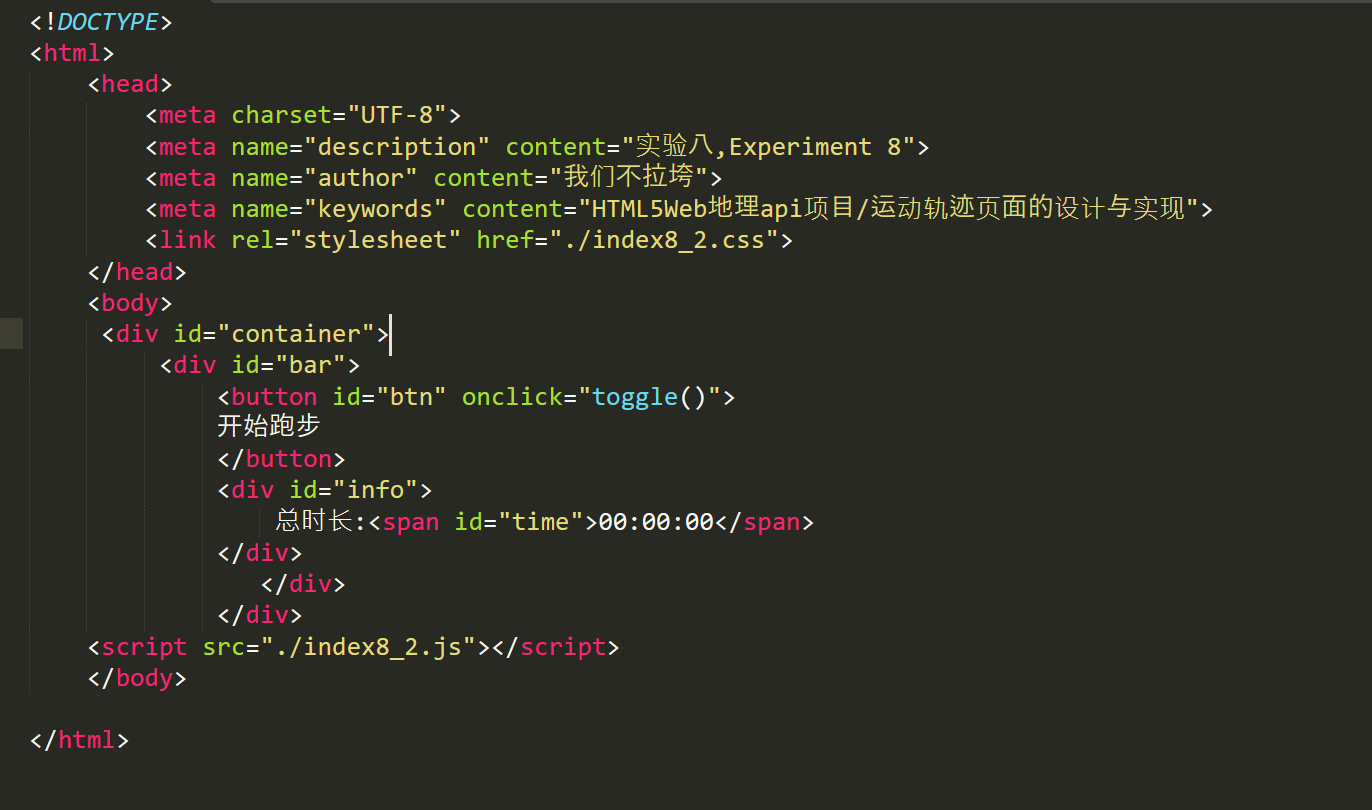 <!DOCTYPE>
<html>
<head>
<meta charset="UTF-8">
<meta name="description" content="实验八,Experiment 8">
<meta name="author" content="我们不拉垮">
<meta name="keywords" content="HTML5Web地理api项目/运动轨迹页面的设计与实现">
<link rel="stylesheet" href="./index8_2.css">
</head>
<body>
<div id="container">
<div id="bar">
<button id="btn" onclick="toggle()">
开始跑步
</button>
<div id="info">
总时长:<span id="time">00:00:00</span>
</div>
</div>
</div>
<script src="./index8_2.js"></script>
</body>
</html>